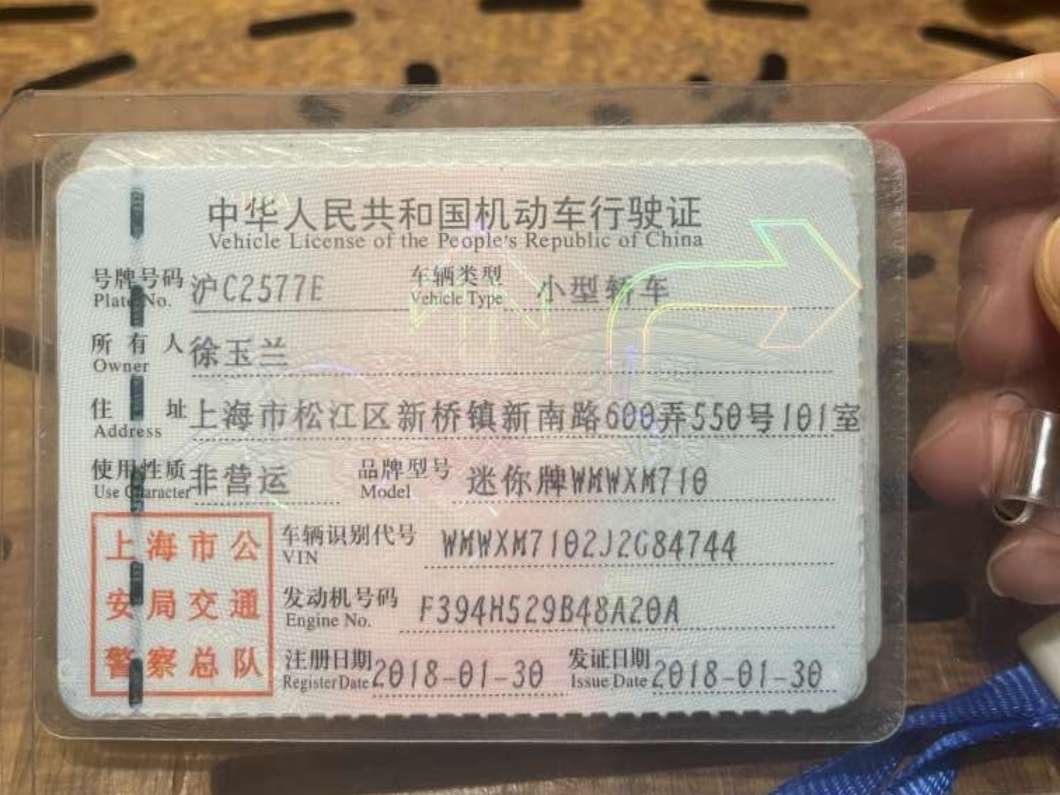 中华人民共和国机动车行驶证
Vehicle License of the People's Republic of China
号牌号码 沪C2577E 车辆类型 小型轿车
Plate No. Vehicle Type
所有人 徐玉兰
Owner
住址 上海市松江区新桥镇新南路600弄550号101室
Address
使用性质 非营运 品牌型号 迷你牌WMWXM710
Use Character Model
上海市公 车辆识别代号 WMWXM7102J2G84744
VIN
安局交通 发动机号码 F394H529B48A20A
Engine No.
警察总队 注册日期 2018-01-30 发证日期 2018-01-30
Register Date Issue Date